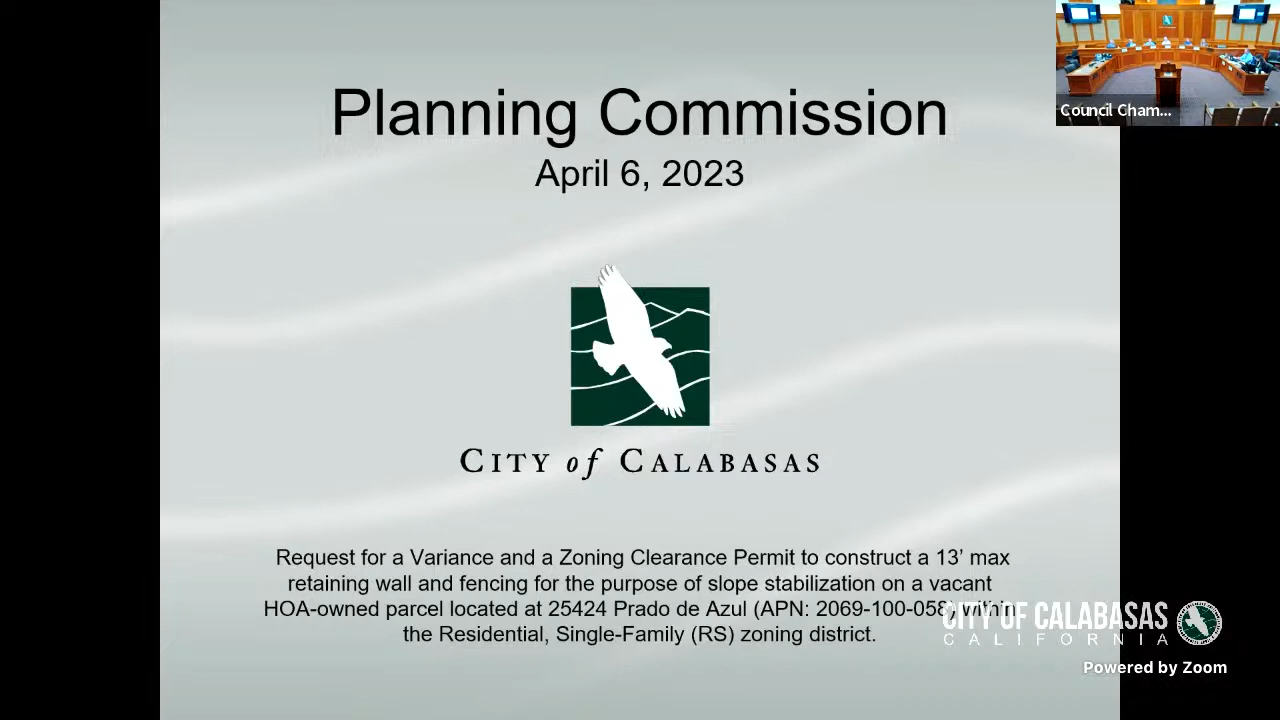 Planning Commission
April 6, 2023
Council Cham...
CITY of CALABASAS
Request for a Variance and a Zoning Clearance Permit to construct a 13’ max
retaining wall and fencing for the purpose of slope stabilization on a vacant
HOA-owned parcel located at 25424 Prado de Azul (APN: 2069-100-058) within
the Residential, Single-Family (RS) zoning district.
CITY OF CALABASAS
CALIFORNIA
Powered by Zoom